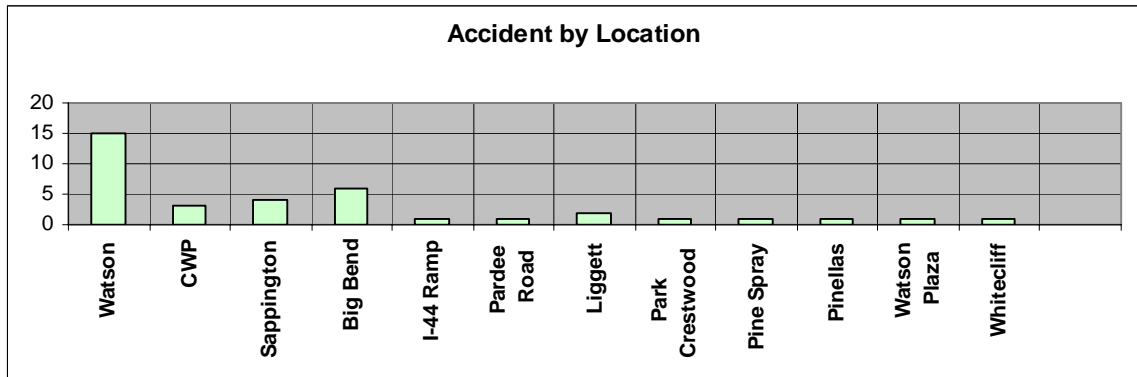 Accident by Location
20
15
10
5
0
Watson
CWP
Sappington
Big Bend
I-44 Ramp
Pardee
Road
Liggett
Park
Crestwood
Pine Spray
Pinellas
Watson
Plaza
Whitecliff